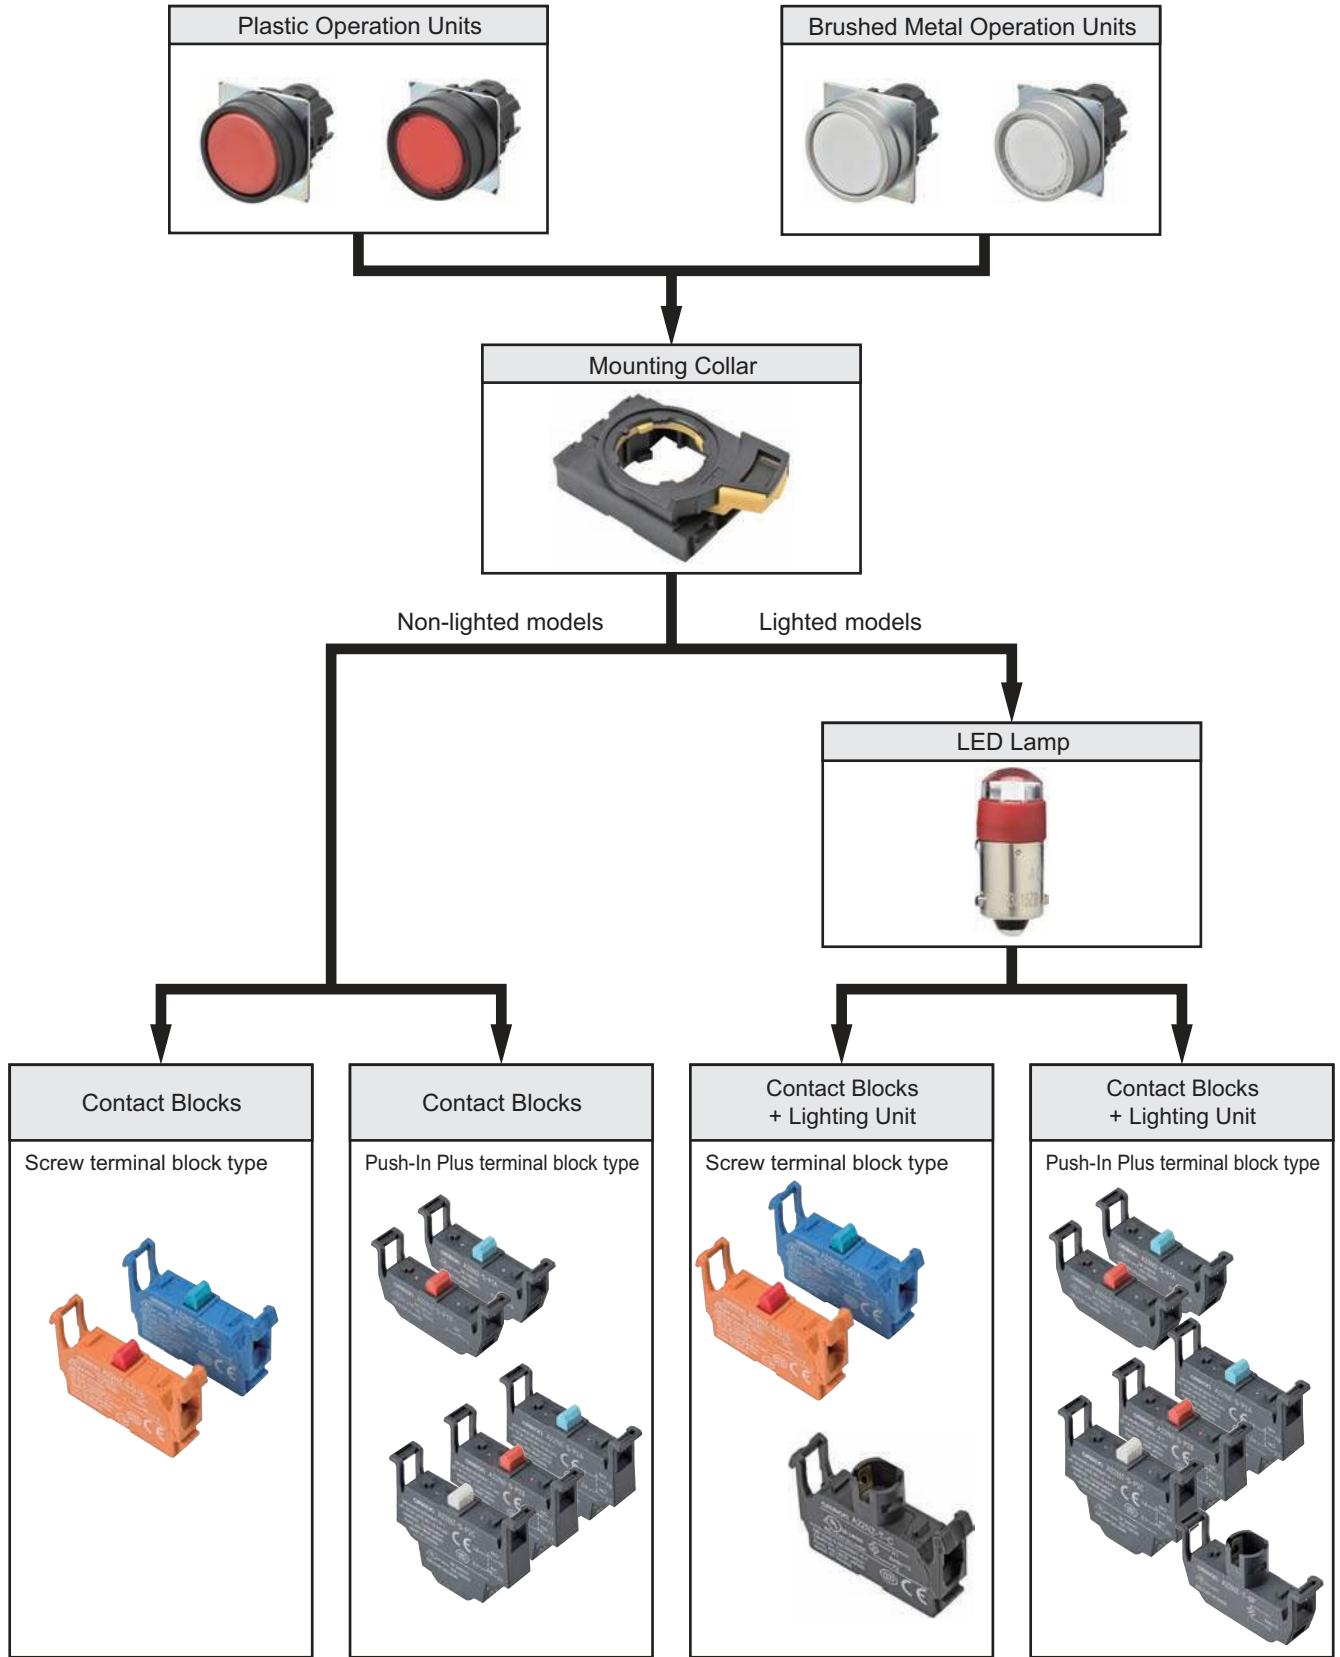 Plastic Operation Units
Brushed Metal Operation Units
Mounting Collar
Non-lighted models
Lighted models
LED Lamp
Contact Blocks
Contact Blocks
Contact Blocks
+ Lighting Unit
Contact Blocks
+ Lighting Unit
Screw terminal block type
Push-In Plus terminal block type
Screw terminal block type
Push-In Plus terminal block type